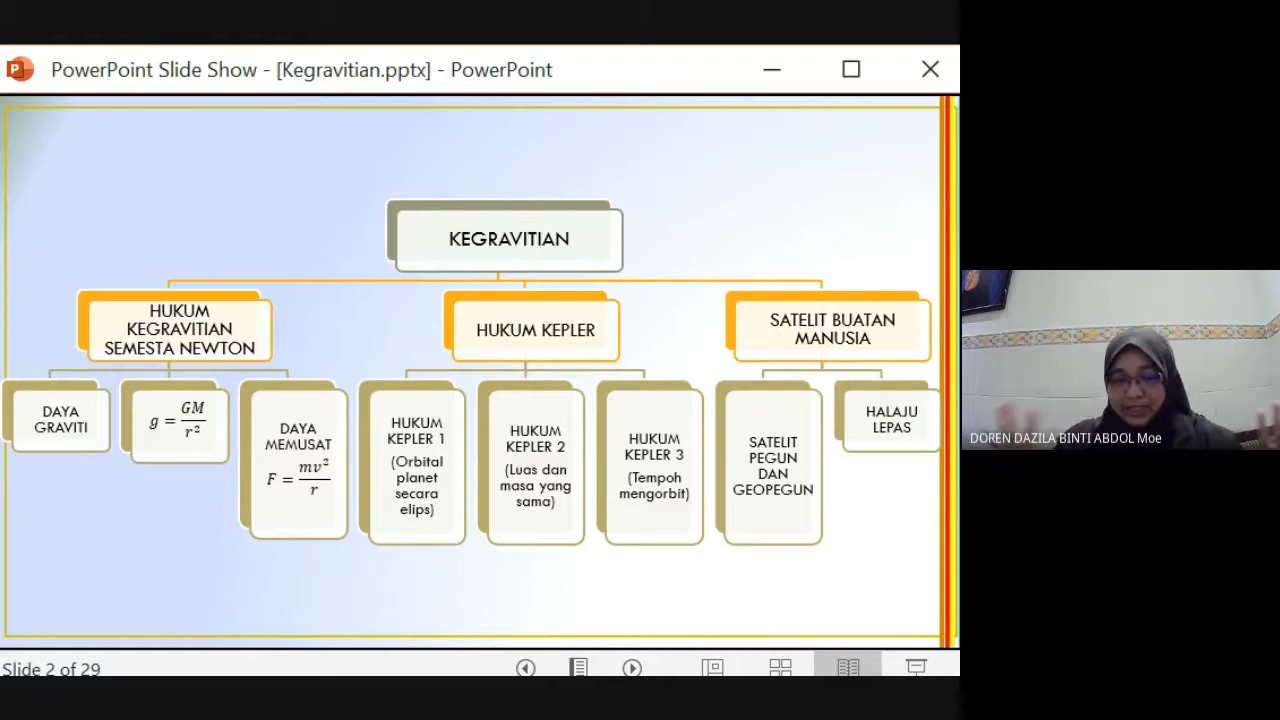 PowerPoint Slide Show - [Kegravitian.pptx] - PowerPoint
KEGRAVITIAN
HUKUM
KEGRAVITIAN
SEMESTA NEWTON
HUKUM KEPLER
SATELIT BUATAN
MANUSIA
DAYA
GRAVITI
g = GM/r²
DAYA
MEMUSAT
F = mv²/r
HUKUM
KEPLER 1
(Orbital
planet
secara
elips)
HUKUM
KEPLER 2
(Luas dan
masa yang
sama)
HUKUM
KEPLER 3
(Tempoh
mengorbit)
SATELIT
PEGUN
DAN
GEOPEGUN
HALAJU
LEPAS
DOREN DAZILA BINTI ABDOL Moe
Slide 2 of 29